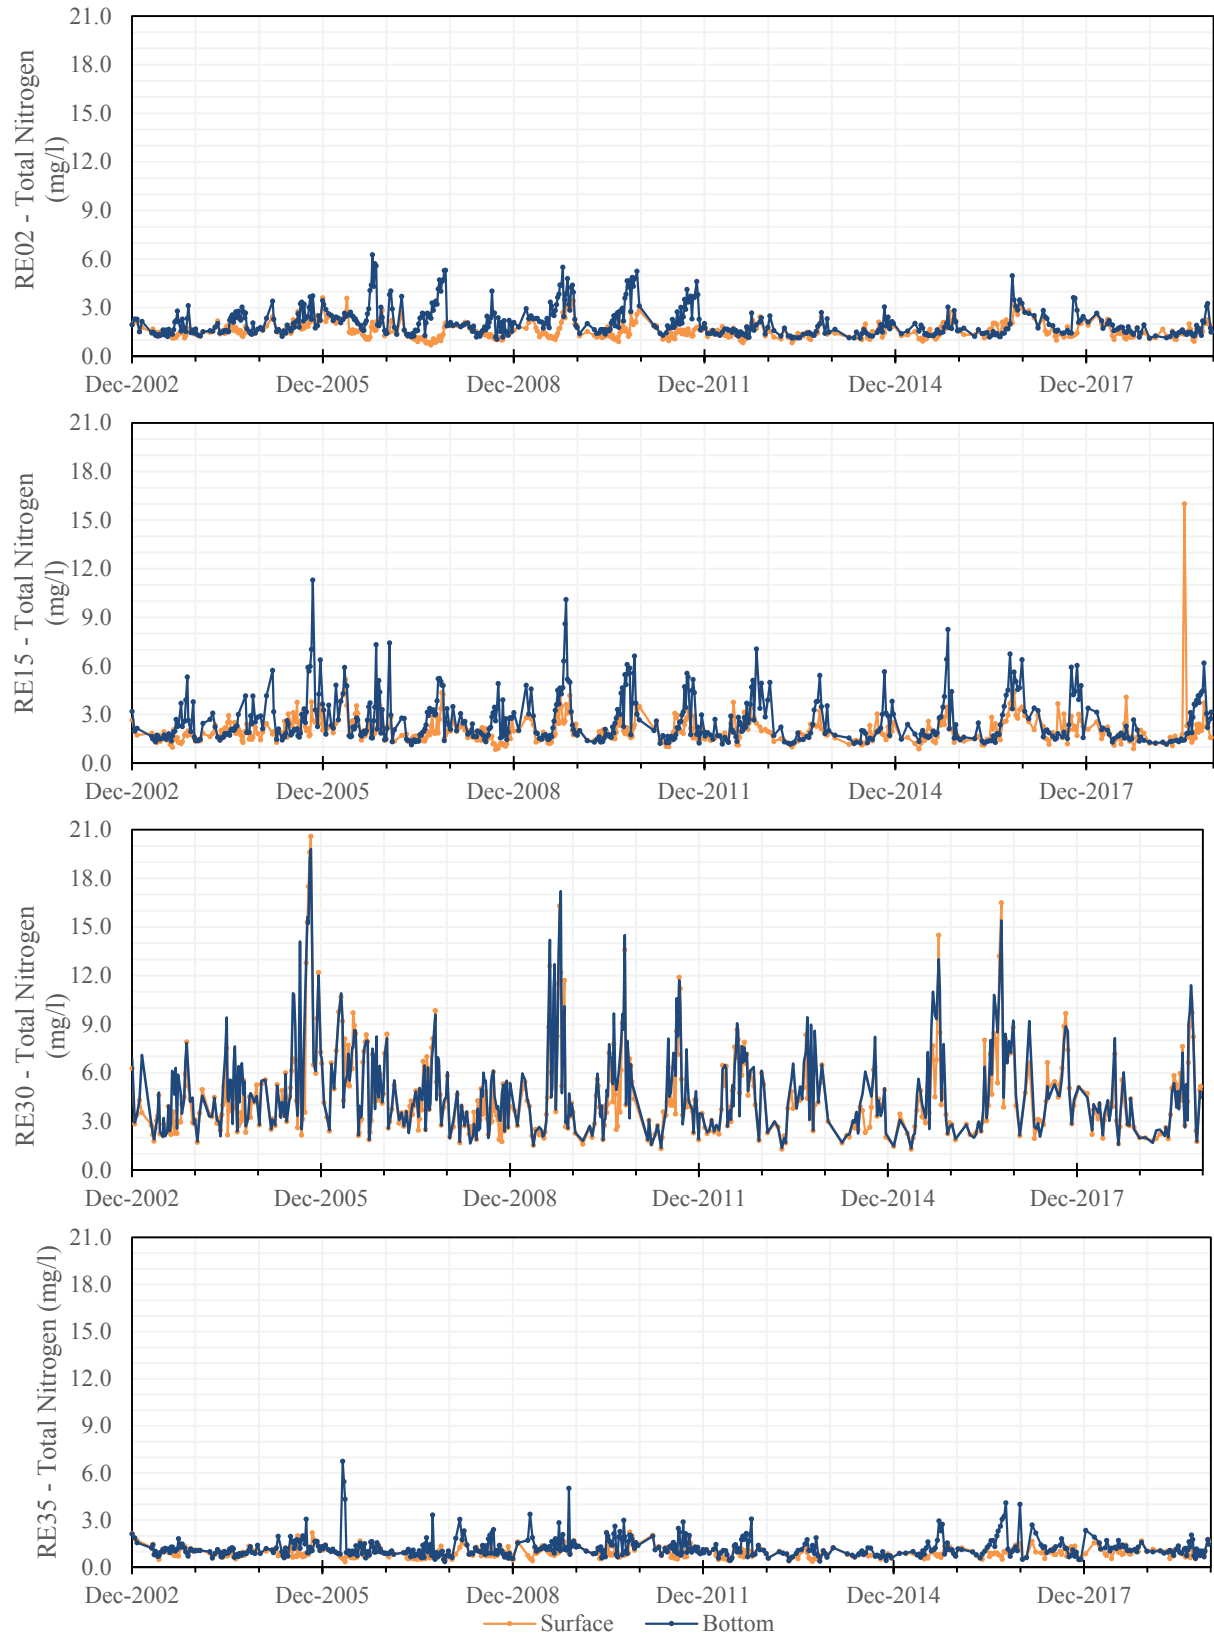 RE02 - Total Nitrogen
(mg/l)
21.0
18.0
15.0
12.0
9.0
6.0
3.0
0.0
Dec-2002 Dec-2005 Dec-2008 Dec-2011 Dec-2014 Dec-2017
RE15 - Total Nitrogen
(mg/l)
21.0
18.0
15.0
12.0
9.0
6.0
3.0
0.0
Dec-2002 Dec-2005 Dec-2008 Dec-2011 Dec-2014 Dec-2017
RE30 - Total Nitrogen
(mg/l)
21.0
18.0
15.0
12.0
9.0
6.0
3.0
0.0
Dec-2002 Dec-2005 Dec-2008 Dec-2011 Dec-2014 Dec-2017
RE35 - Total Nitrogen (mg/l)
21.0
18.0
15.0
12.0
9.0
6.0
3.0
0.0
Dec-2002 Dec-2005 Dec-2008 Dec-2011 Dec-2014 Dec-2017
Surface Bottom